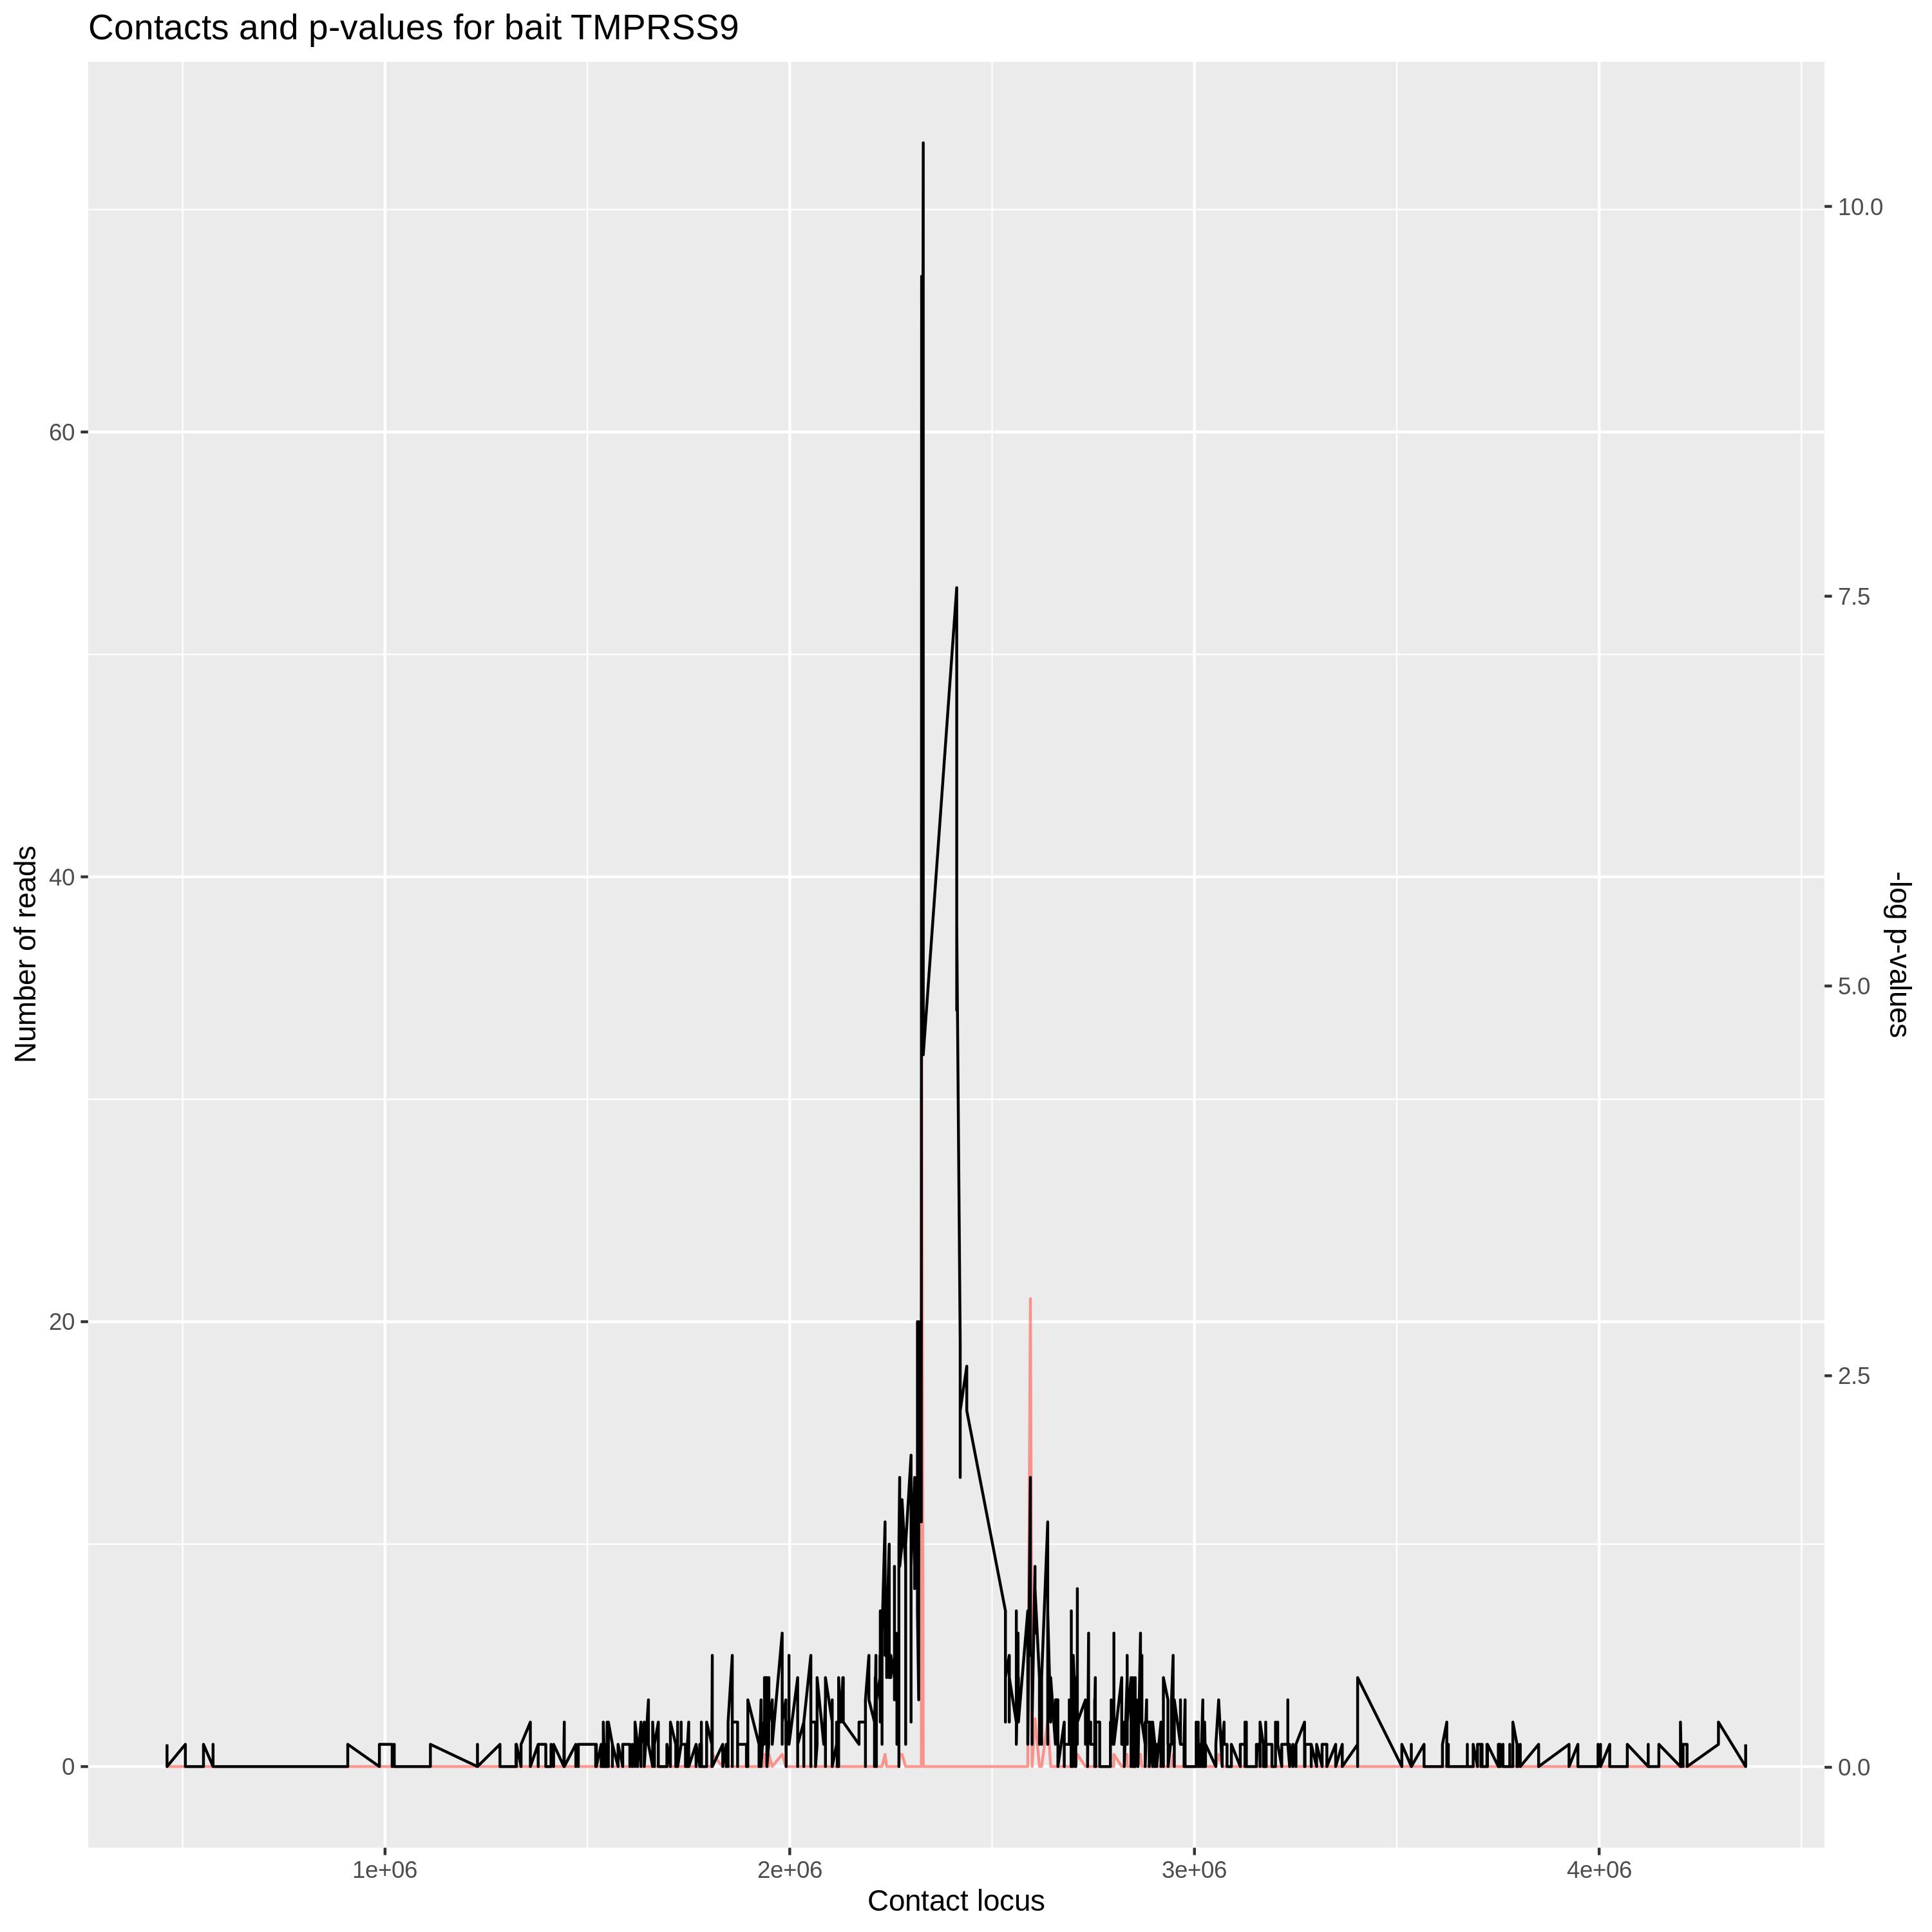 Contacts and p-values for bait TMPRSS9
Number of reads
60
40
20
0
10.0
7.5
5.0
2.5
0.0
-log p-values
1e+06
2e+06
3e+06
4e+06
Contact locus